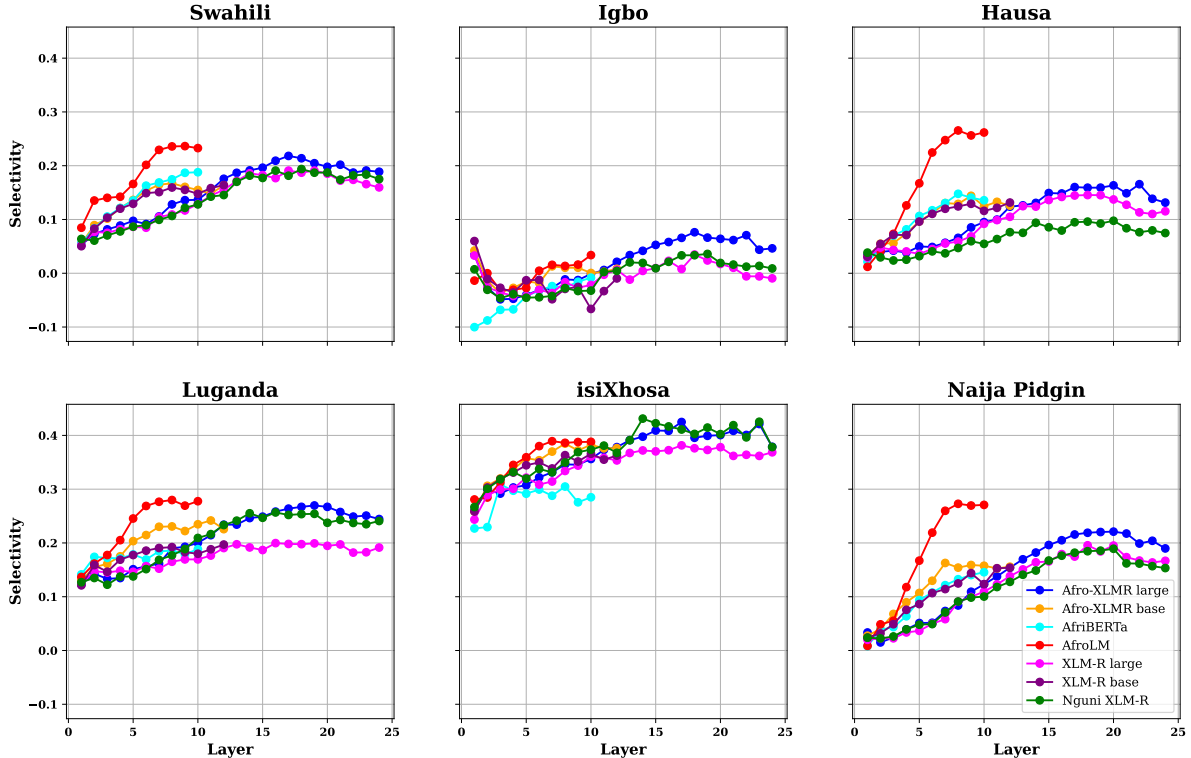 Swahili
Igbo
Hausa
Selectivity
0.4
0.3
0.2
0.1
0.0
−0.1
Luganda
isiXhosa
Naija Pidgin
Selectivity
0.4
0.3
0.2
0.1
0.0
−0.1
Afro-XLMR large
Afro-XLMR base
AfriBERTa
AfroLM
XLM-R large
XLM-R base
Nguni XLM-R
0 5 10 15 20 25
0 5 10 15 20 25
0 5 10 15 20 25
Layer
Layer
Layer